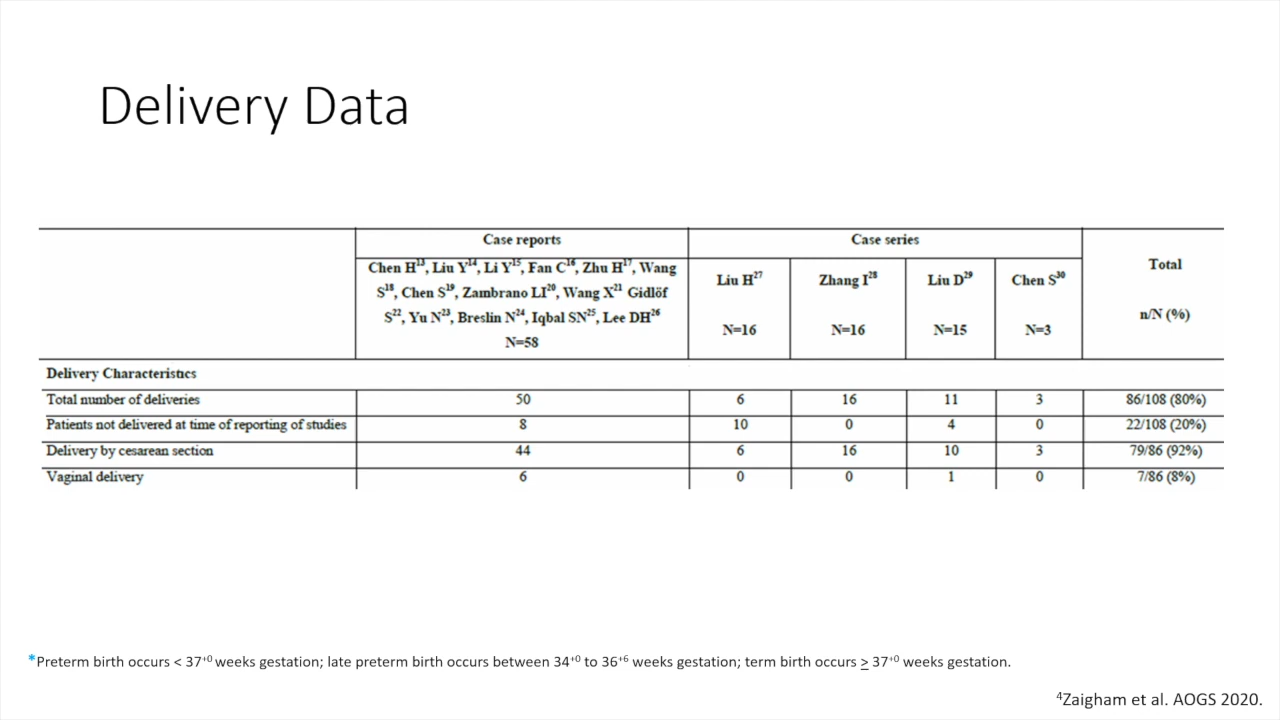 Delivery Data
Case reports
Case series
Total
n/N (%)
Chen H13, Liu Y14, Li Y15, Fan C16, Zhu H17, Wang
S18, Chen S19, Zambrano LI20, Wang X21 Gidlöf
S22, Yu N23, Breslin N24, Iqbal SN25, Lee DH26
N=58
Liu H27
N=16
Zhang I28
N=16
Liu D29
N=15
Chen S30
N=3
Delivery Characteristics
Total number of deliveries 50 6 16 11 3 86/108 (80%)
Patients not delivered at time of reporting of studies 8 10 0 4 0 22/108 (20%)
Delivery by cesarean section 44 6 16 10 3 79/86 (92%)
Vaginal delivery 6 0 0 1 0 7/86 (8%)
*Preterm birth occurs < 37+0 weeks gestation; late preterm birth occurs between 34+0 to 36+6 weeks gestation; term birth occurs ≥ 37+0 weeks gestation.
4Zaigham et al. AOGS 2020.